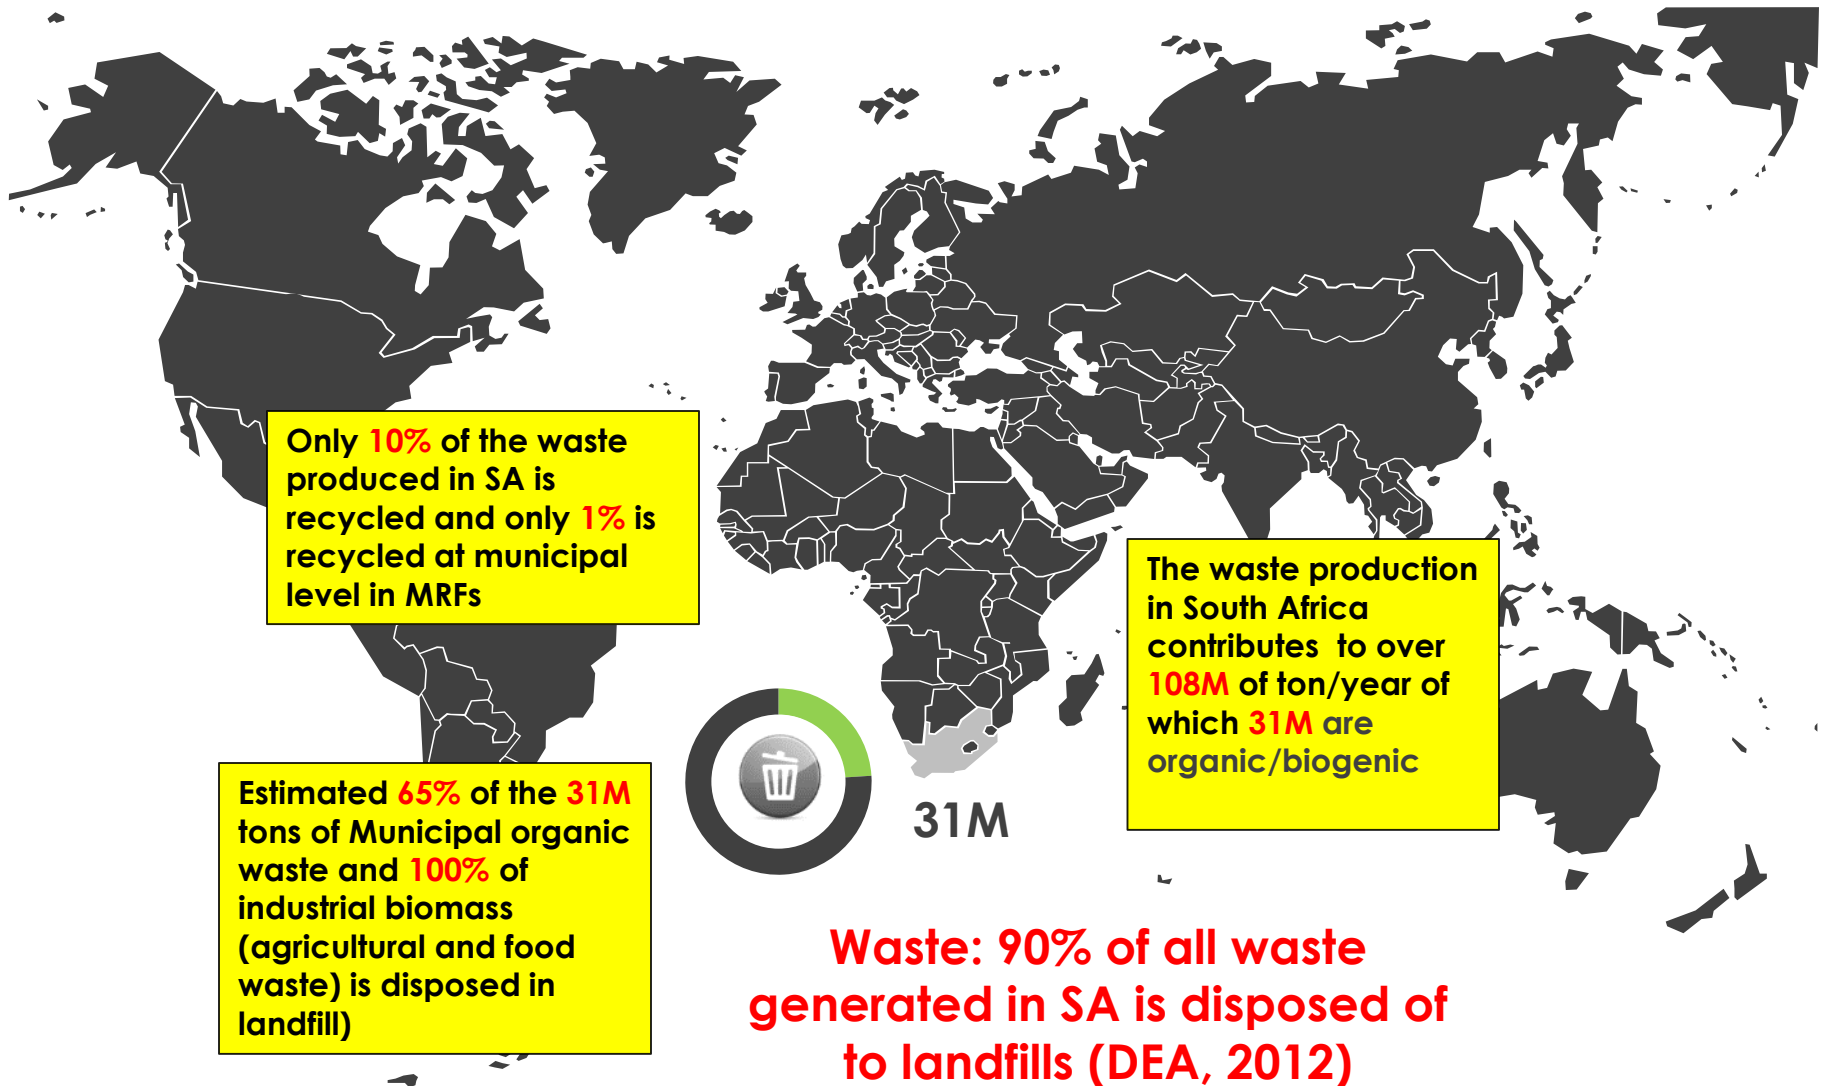 Only 10% of the waste
produced in SA is
recycled and only 1% is
recycled at municipal
level in MRFs
The waste production
in South Africa
contributes  to over
108M of ton/year of
which 31M are
organic/biogenic
Estimated 65% of the 31M
tons of Municipal organic
waste and 100% of
industrial biomass
(agricultural and food
waste) is disposed in
landfill)
31M
Waste: 90% of all waste
generated in SA is disposed of
to landfills (DEA, 2012)